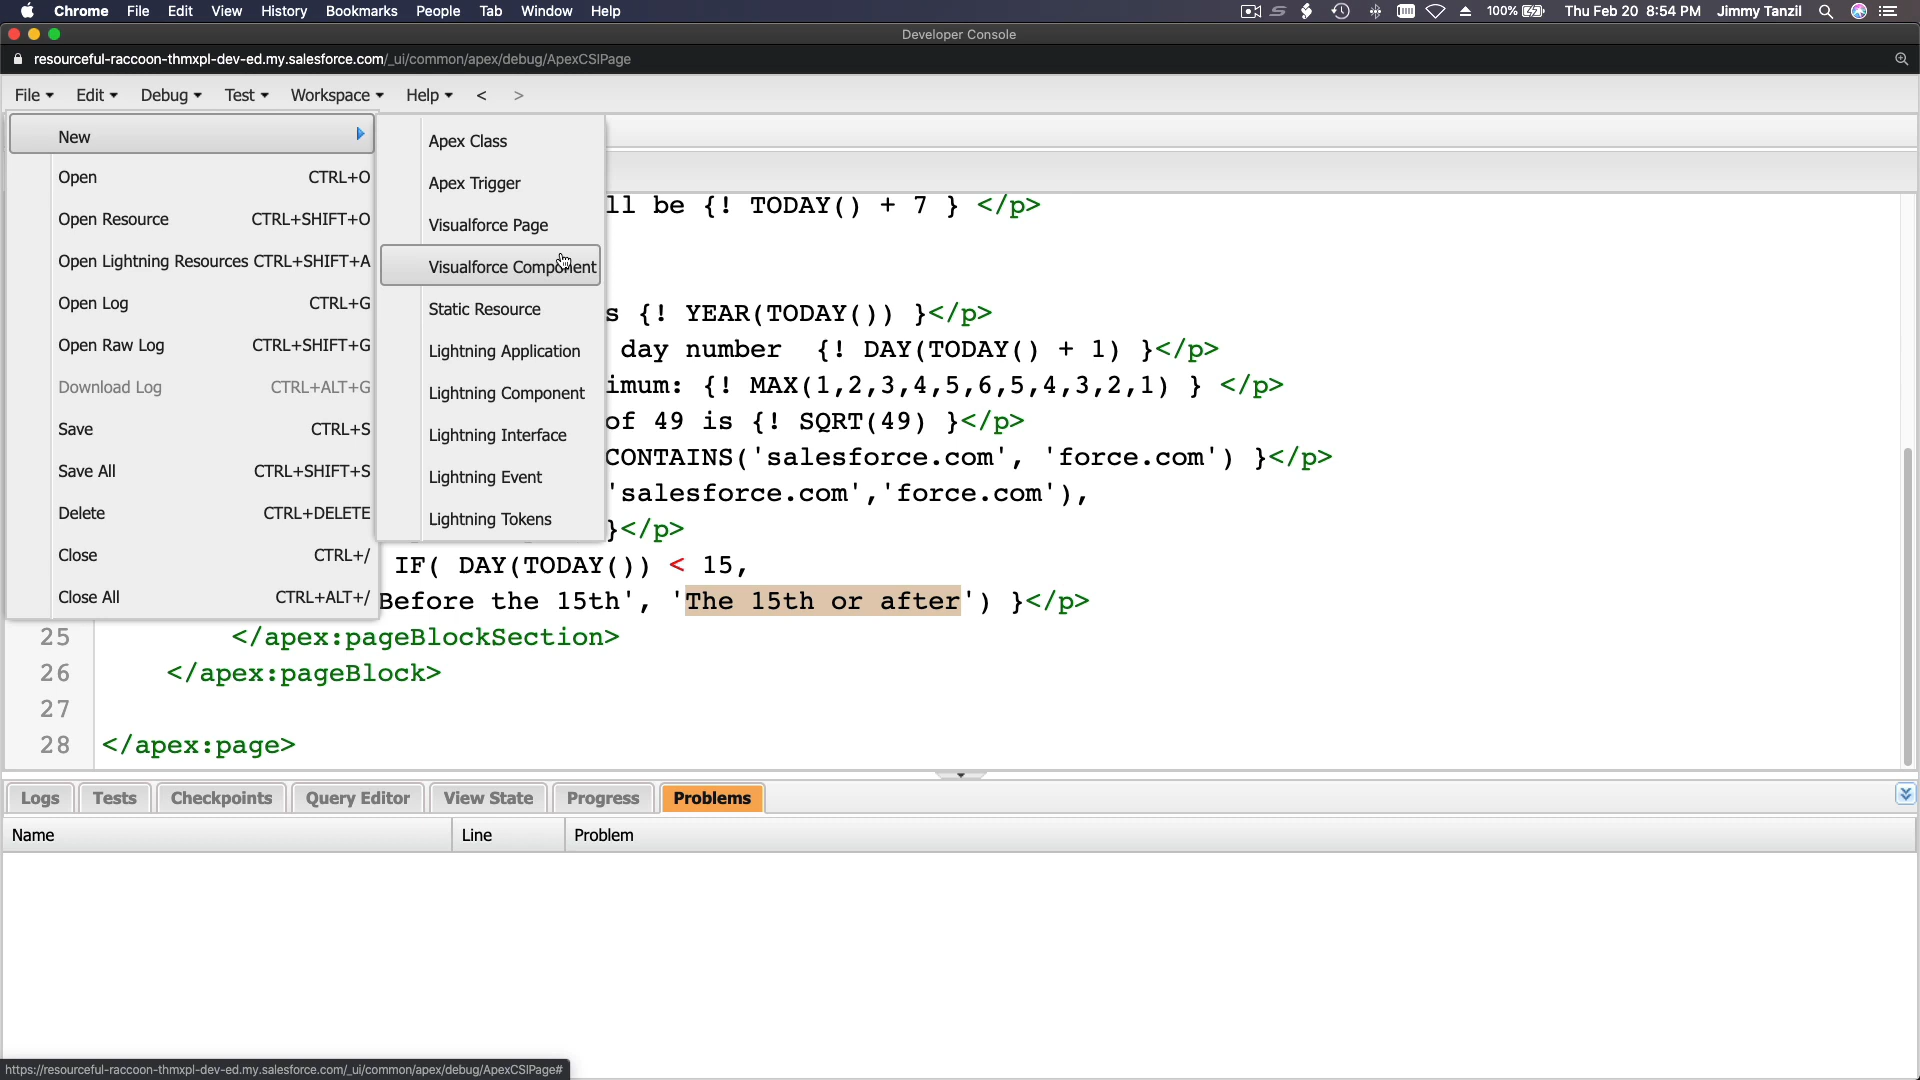 Chrome File Edit View History Bookmarks People Tab Window Help 100% Thu Feb 20 8:54 PM Jimmy Tanzil
Developer Console
resourceful-raccoon-thmxpl-dev-ed.my.salesforce.com/_ui/common/apex/debug/ApexCSIPage
File Edit Debug Test Workspace Help < >
New
Open CTRL+O
Open Resource CTRL+SHIFT+O
Open Lightning Resources CTRL+SHIFT+A
Open Log CTRL+G
Open Raw Log CTRL+SHIFT+G
Download Log CTRL+ALT+G
Save CTRL+S
Save All CTRL+SHIFT+S
Delete CTRL+DELETE
Close CTRL+/
Close All CTRL+ALT+/
Apex Class
Apex Trigger
Visualforce Page
Visualforce Component
Static Resource
Lightning Application
Lightning Component
Lightning Interface
Lightning Event
Lightning Tokens
ll be {! TODAY() + 7 } </p>
s {! YEAR(TODAY()) }</p>
day number {! DAY(TODAY() + 1) }</p>
imum: {! MAX(1,2,3,4,5,6,5,4,3,2,1) } </p>
of 49 is {! SQRT(49) }</p>
CONTAINS('salesforce.com', 'force.com') }</p>
'salesforce.com','force.com'),
}</p>
IF( DAY(TODAY()) < 15,
Before the 15th', 'The 15th or after') }</p>
25 </apex:pageBlockSection>
26 </apex:pageBlock>
27
28 </apex:page>
Logs Tests Checkpoints Query Editor View State Progress Problems
Name Line Problem
https://resourceful-raccoon-thmxpl-dev-ed.my.salesforce.com/_ui/common/apex/debug/ApexCSIPage#